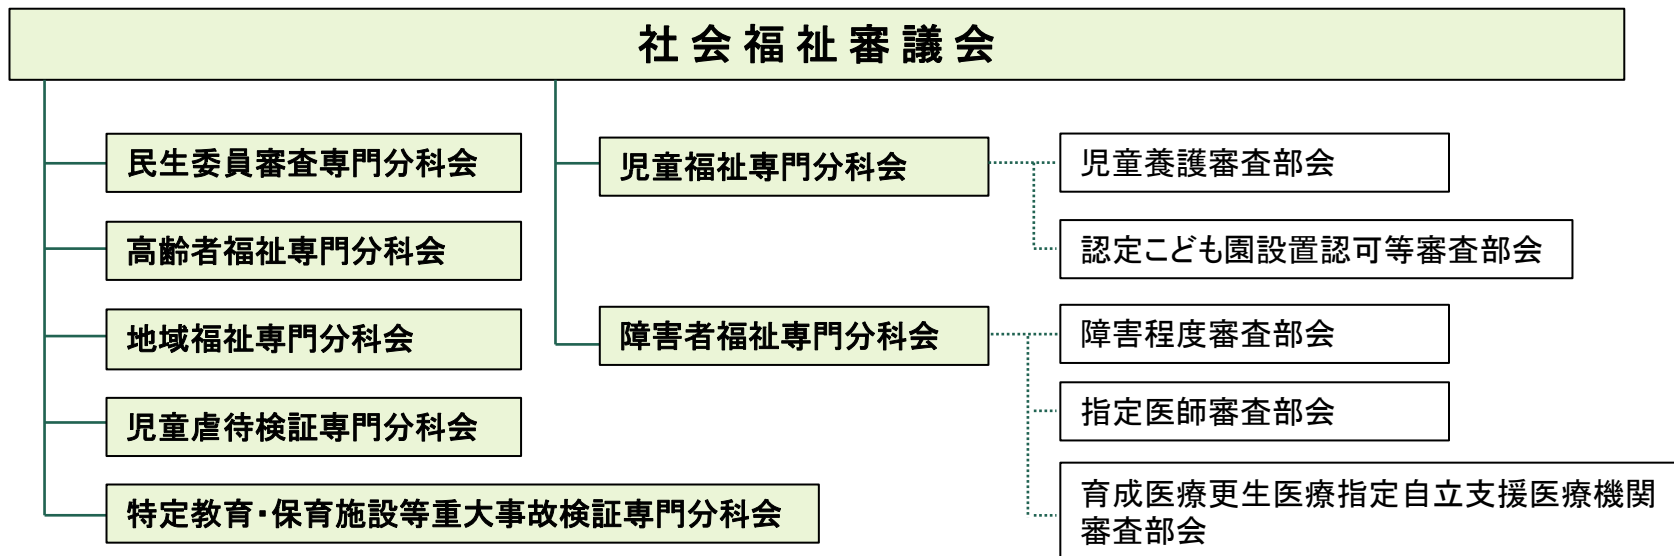 社会福祉審議会
民生委員審査専門分科会
高齢者福祉専門分科会
地域福祉専門分科会
児童虐待検証専門分科会
特定教育・保育施設等重大事故検証専門分科会
児童福祉専門分科会
児童養護審査部会
認定こども園設置認可等審査部会
障害者福祉専門分科会
障害程度審査部会
指定医師審査部会
育成医療更生医療指定自立支援医療機関
審査部会